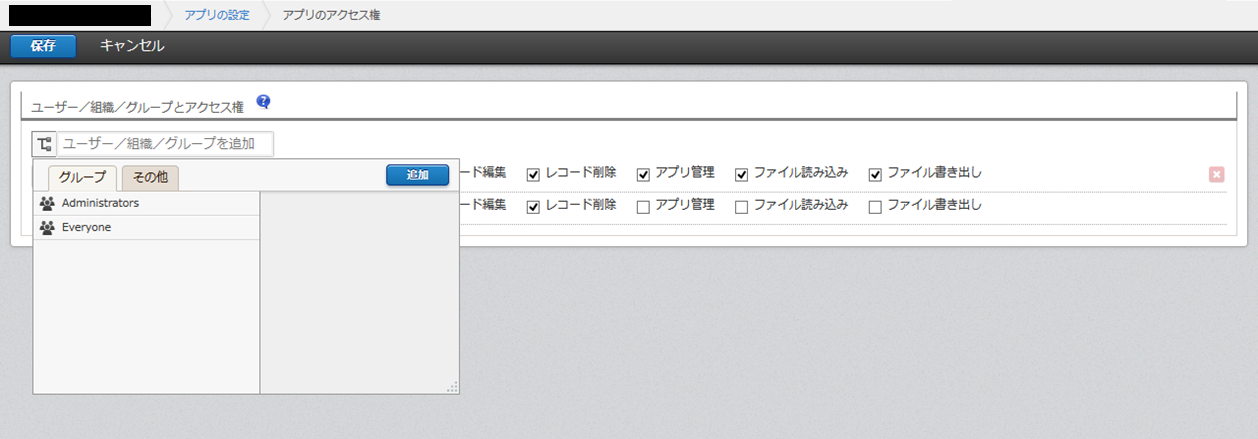 アプリの設定 アプリのアクセス権
保存 キャンセル
ユーザー／組織／グループとアクセス権 ?
ユーザー／組織／グループを追加
グループ その他 追加
ード編集 レコード削除 アプリ管理 ファイル読み込み ファイル書き出し
Administrators
ード編集 レコード削除 アプリ管理 ファイル読み込み ファイル書き出し
Everyone